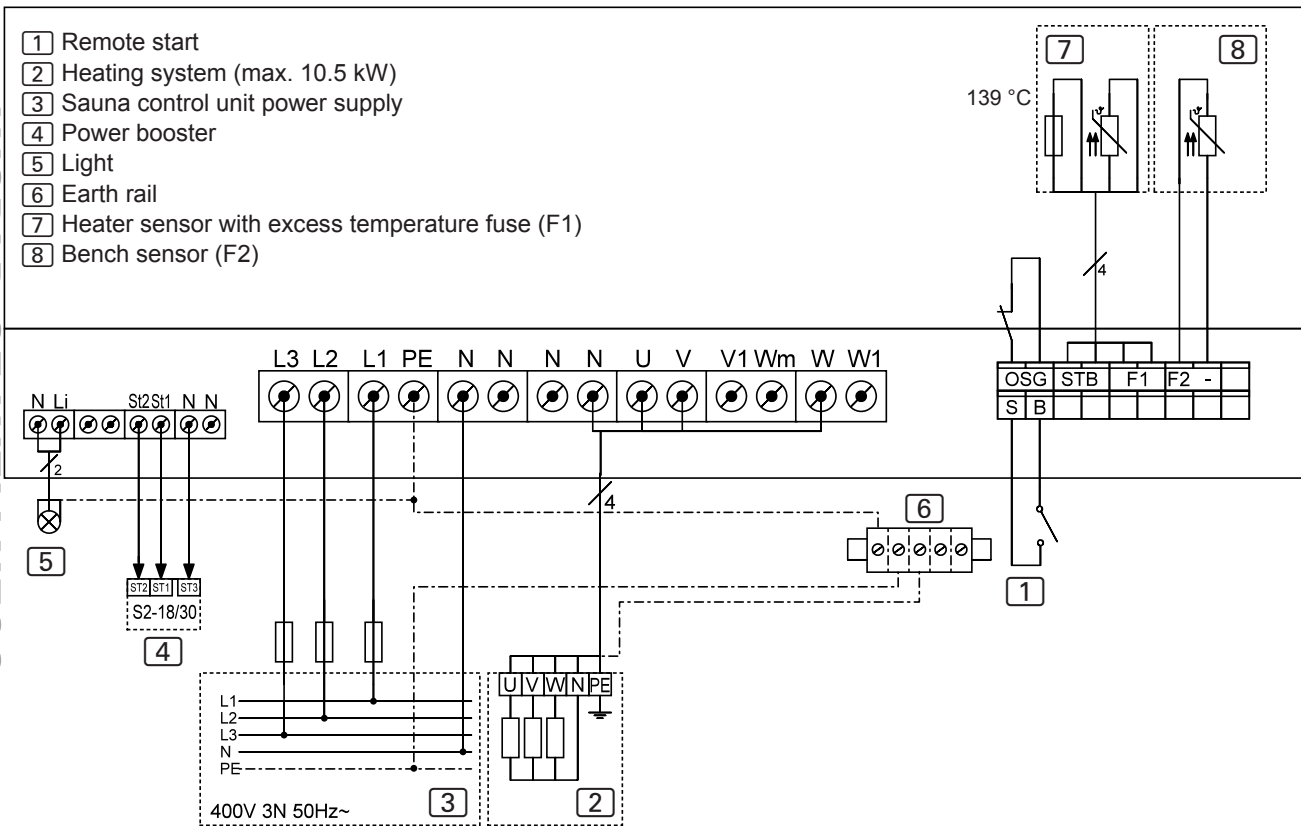 1 Remote start
2 Heating system (max. 10.5 kW)
3 Sauna control unit power supply
4 Power booster
5 Light
6 Earth rail
7 Heater sensor with excess temperature fuse (F1)
8 Bench sensor (F2)
7
8
139 °C
4
L3 L2 L1 PE N N N N U V V1 Wm W W1
OSG STB F1 F2 -
S B
N Li St2 St1 N N
2
4
6
5
1
ST2 ST1 ST3
S2-18/30
4
U V W N PE
L1
L2
L3
N
PE
400V 3N 50Hz~
3
2